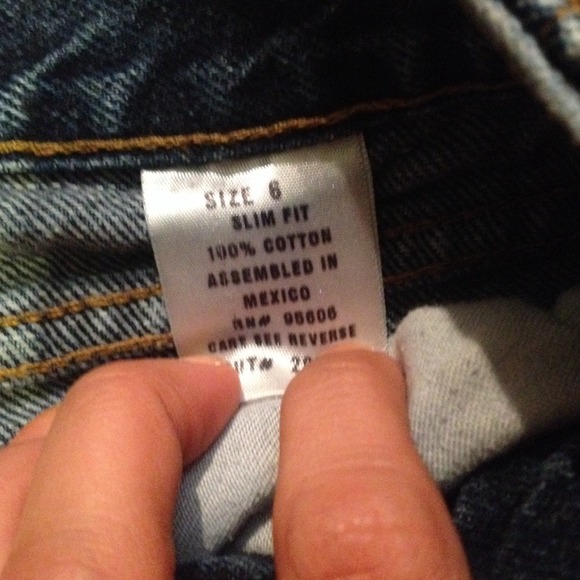 SIZE 6
SLIM FIT
100% COTTON
ASSEMBLED IN
MEXICO
RN# 95606
CARE SEE REVERSE